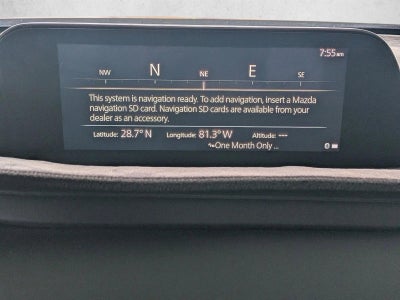 7:55am
NW N NE E SE
This system is navigation ready. To add navigation, insert a Mazda
navigation SD card. Navigation SD cards are available from your
dealer as an accessory.
Latitude: 28.7° N Longitude: 81.3° W Altitude: ---
One Month Only ..